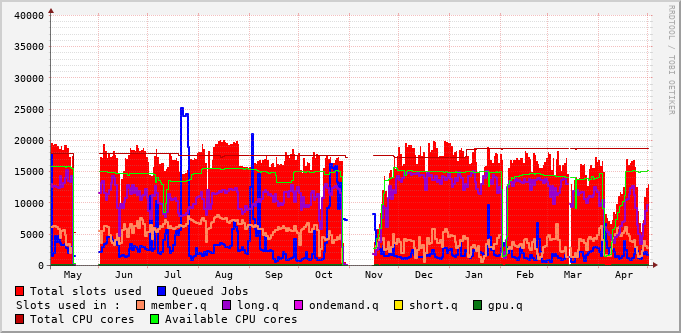 RRDTOOL / TOBI OETIKER
40000
35000
30000
25000
20000
15000
10000
5000
0
May Jun Jul Aug Sep Oct Nov Dec Jan Feb Mar Apr
Total slots used Queued Jobs
Slots used in : member.q long.q ondemand.q short.q gpu.q
Total CPU cores Available CPU cores